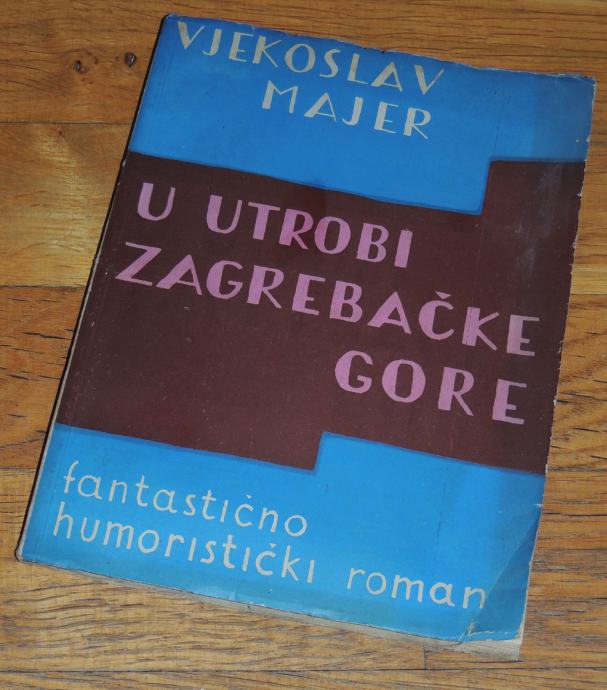 VJEKOSLAV
MAJER
U UTROBI
ZAGREBAČKE
GORE
fantastično
humoristički roman